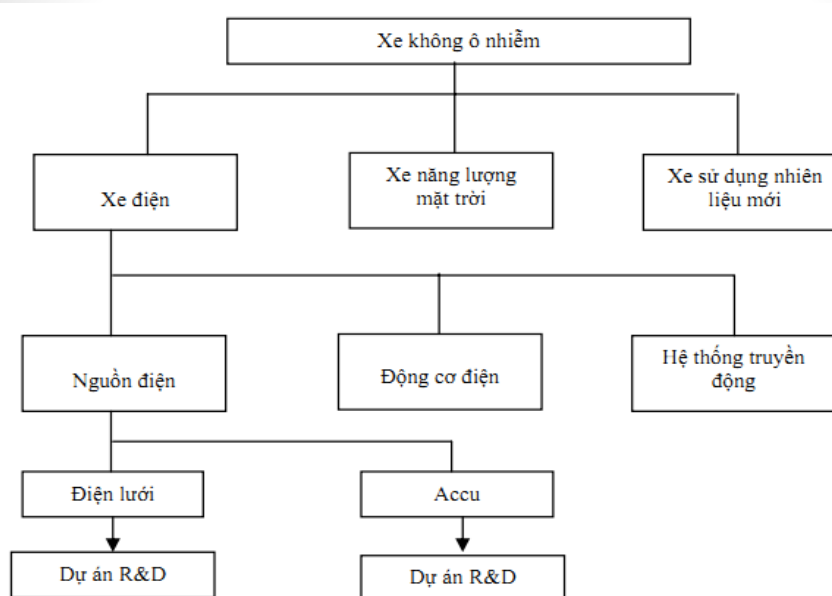 Xe không ô nhiễm
Xe điện
Xe năng lượng
mặt trời
Xe sử dụng nhiên
liệu mới
Nguồn điện
Động cơ điện
Hệ thống truyền
động
Điện lưới
Accu
Dự án R&D
Dự án R&D